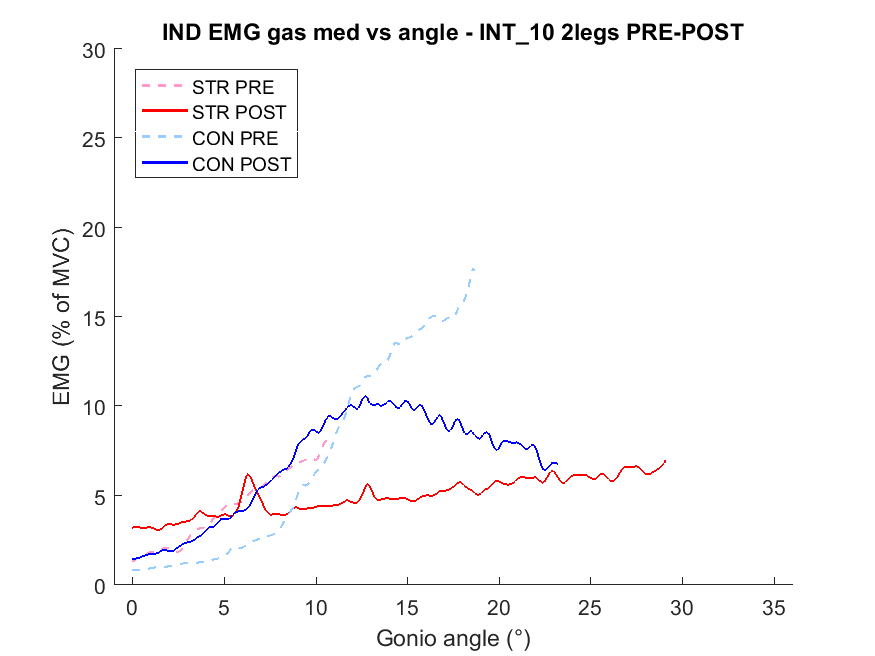 IND EMG gas med vs angle - INT_10 2legs PRE-POST
30
25
20
15
10
5
0
EMG (% of MVC)
STR PRE
STR POST
CON PRE
CON POST
0 5 10 15 20 25 30 35
Gonio angle (°)